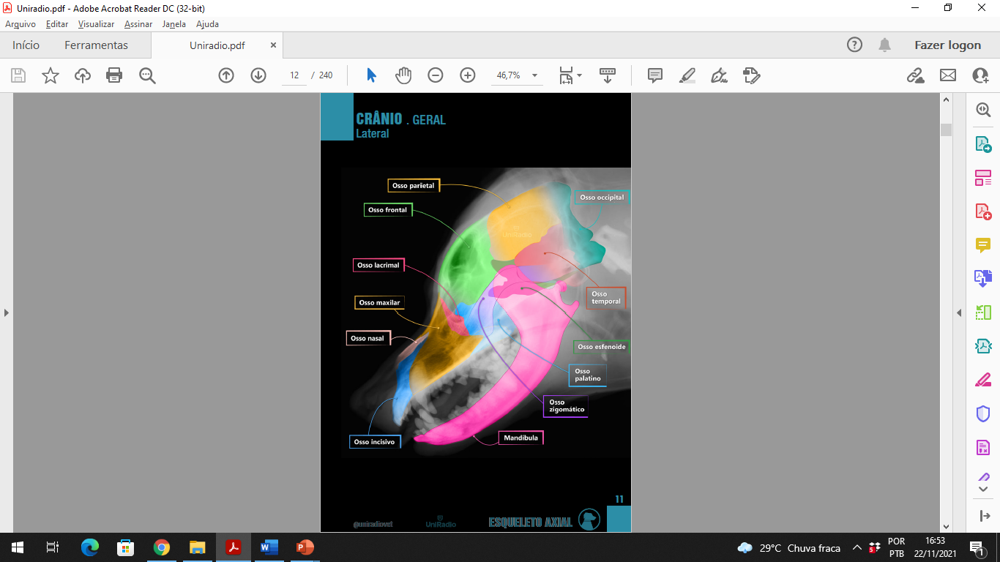 Uniradio.pdf - Adobe Acrobat Reader DC (32-bit)
Arquivo Editar Visualizar Assinar Janela Ajuda
Início Ferramentas Uniradio.pdf × Fazer logon
12 / 240 46,7%
CRÂNIO . GERAL
Lateral
Osso parietal
Osso occipital
Osso frontal
UniRadio
Osso lacrimal
Osso
temporal
Osso maxilar
Osso nasal
Osso esfenoide
Osso
palatino
Osso
zigomático
Osso incisivo
Mandíbula
11
@uniradiovet UniRadio ESQUELETO AXIAL
29°C Chuva fraca
POR
PTB
16:53
22/11/2021
1